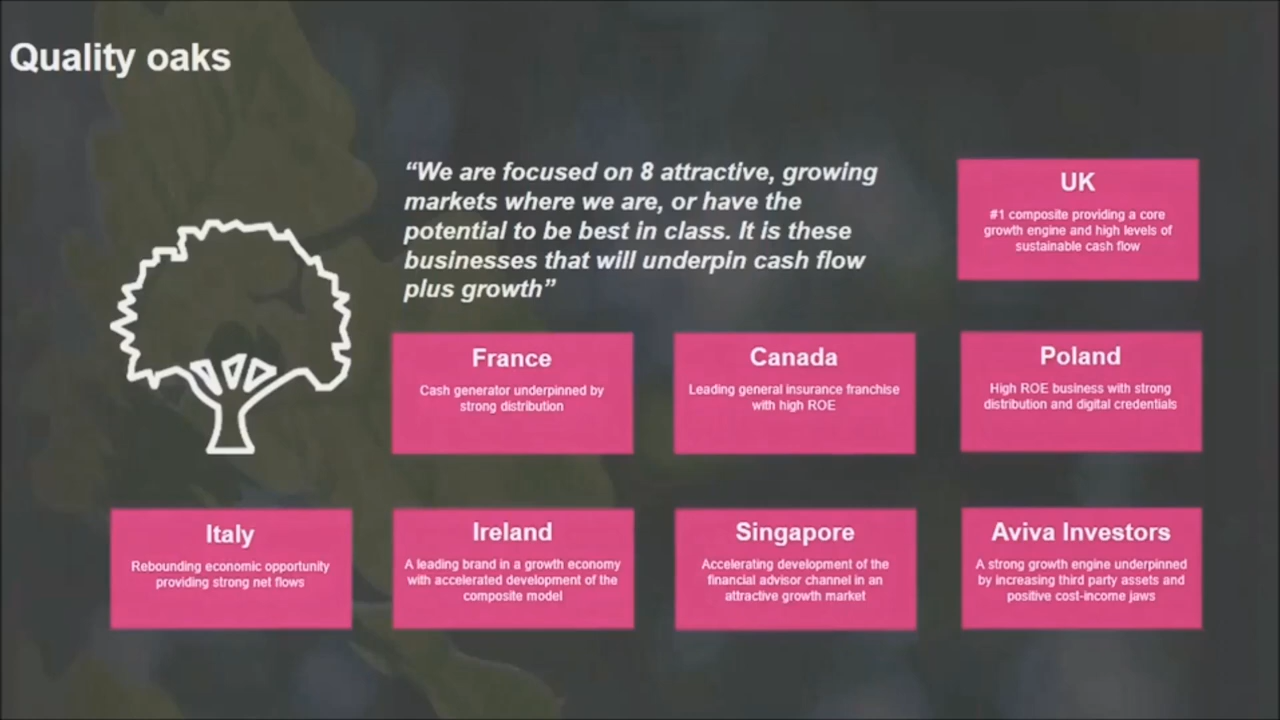 Quality oaks
“We are focused on 8 attractive, growing
markets where we are, or have the
potential to be best in class. It is these
businesses that will underpin cash flow
plus growth”
UK
#1 composite providing a core
growth engine and high levels of
sustainable cash flow
France
Cash generator underpinned by
strong distribution
Canada
Leading general insurance franchise
with high ROE
Poland
High ROE business with strong
distribution and digital credentials
Italy
Rebounding economic opportunity
providing strong net flows
Ireland
A leading brand in a growth economy
with accelerated development of the
composite model
Singapore
Accelerating development of the
financial advisor channel in an
attractive growth market
Aviva Investors
A strong growth engine underpinned
by increasing third party assets and
positive cost-income jaws